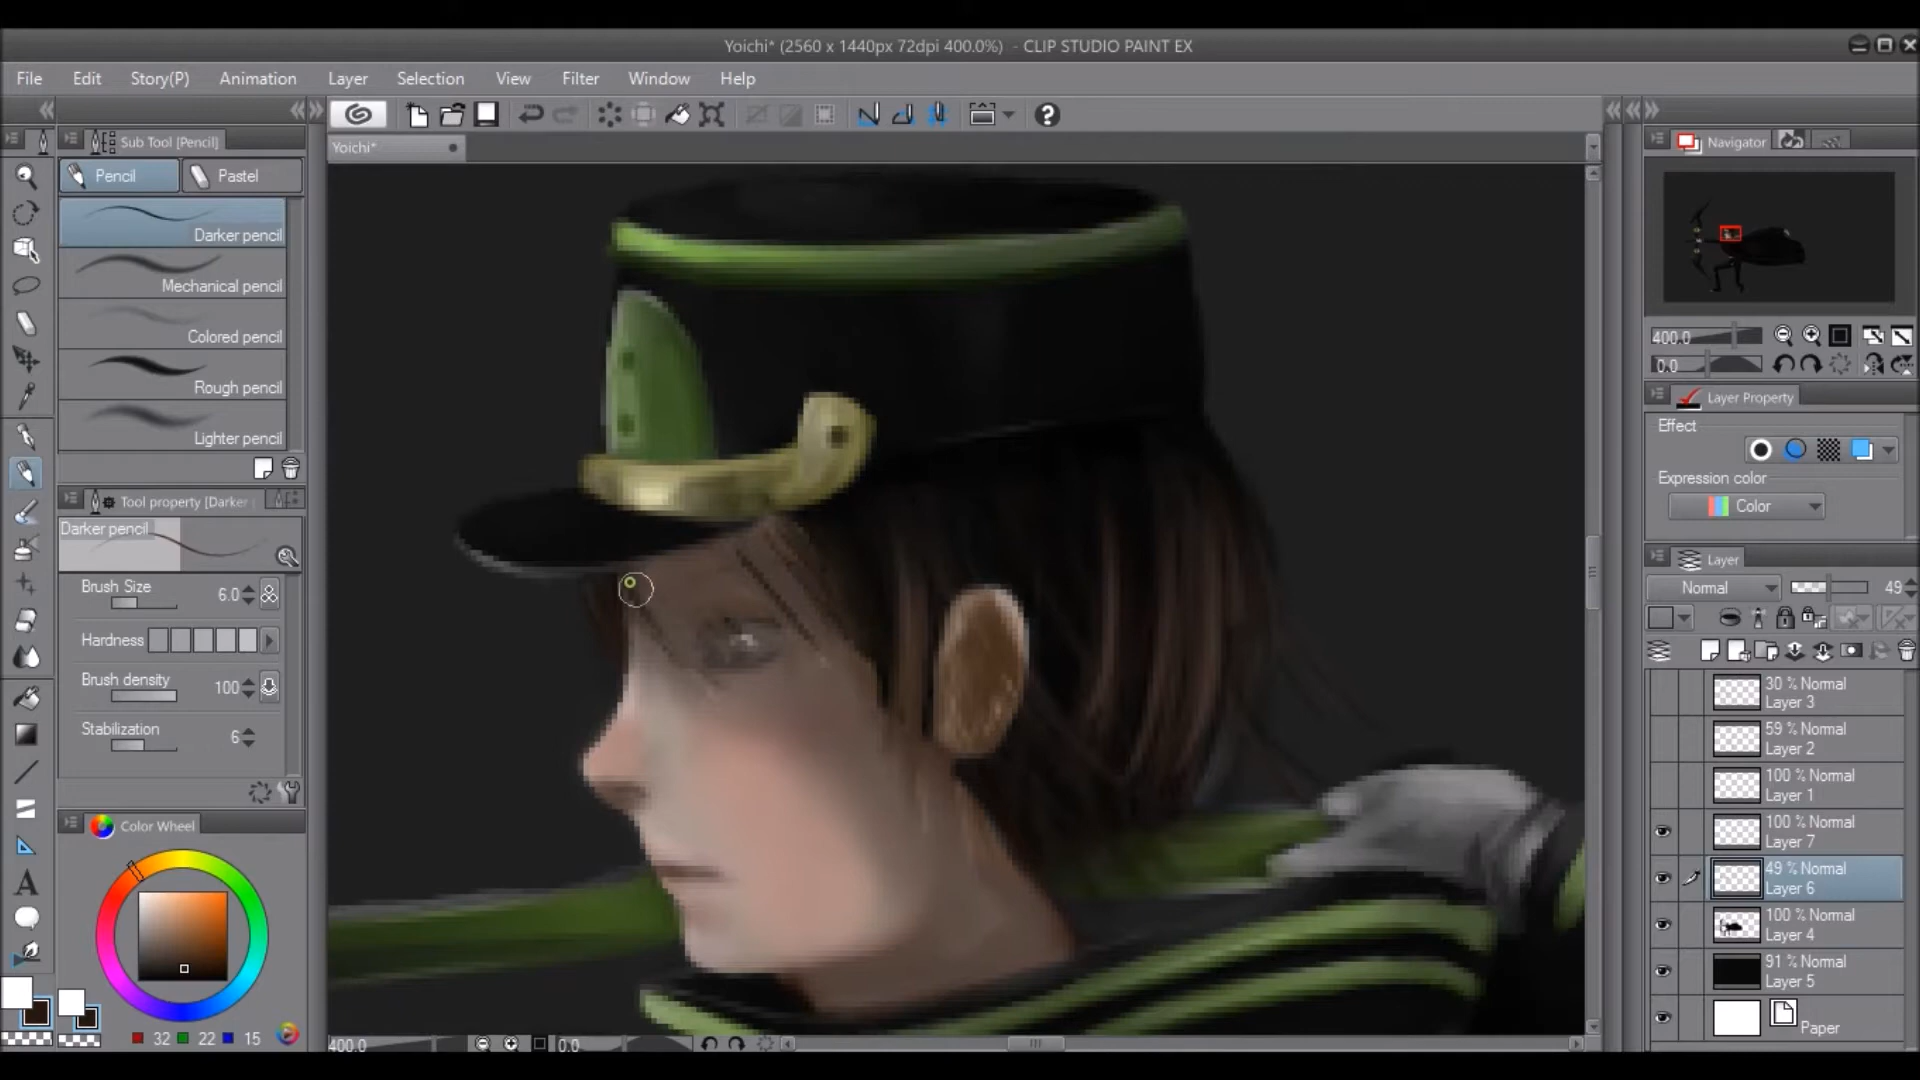 Yoichi* (2560 x 1440px 72dpi 400.0%) - CLIP STUDIO PAINT EX
File Edit Story(P) Animation Layer Selection View Filter Window Help
Sub Tool [Pencil]
Yoichi*
Navigator
Pencil Pastel
Darker pencil
Mechanical pencil
Colored pencil
Rough pencil
Lighter pencil
400.0
0.0
Layer Property
Effect
Expression color
Color
Tool property [Darker
Darker pencil
Brush Size 6.0
Hardness
Brush density 100
Stabilization 6
Layer
Normal 49
30 % Normal
Layer 3
59 % Normal
Layer 2
100 % Normal
Layer 1
100 % Normal
Layer 7
49 % Normal
Layer 6
100 % Normal
Layer 4
91 % Normal
Layer 5
Paper
Color Wheel
32 22 15
400.0 0.0